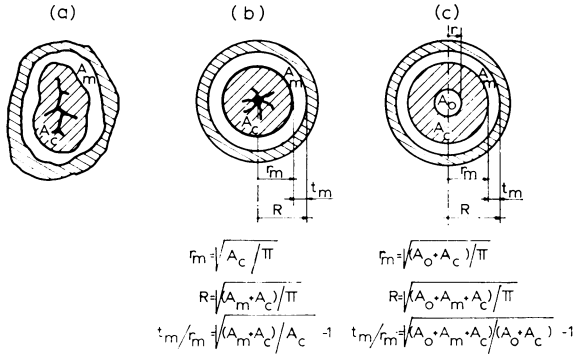 (a)
(b)
(c)
r
A_m
A_c
A_m
A_c
A_m
A_o
A_c
r_m
t_m
R
r_m
t_m
R
r_m=√A_c/π
R=√(A_m+A_c)/π
t_m/r_m=√(A_m+A_c)/A_c -1
r_m=√(A_o+A_c)/π
R=√(A_o+A_m+A_c)/π
t_m/r_m=√(A_o+A_m+A_c)/(A_o+A_c) -1